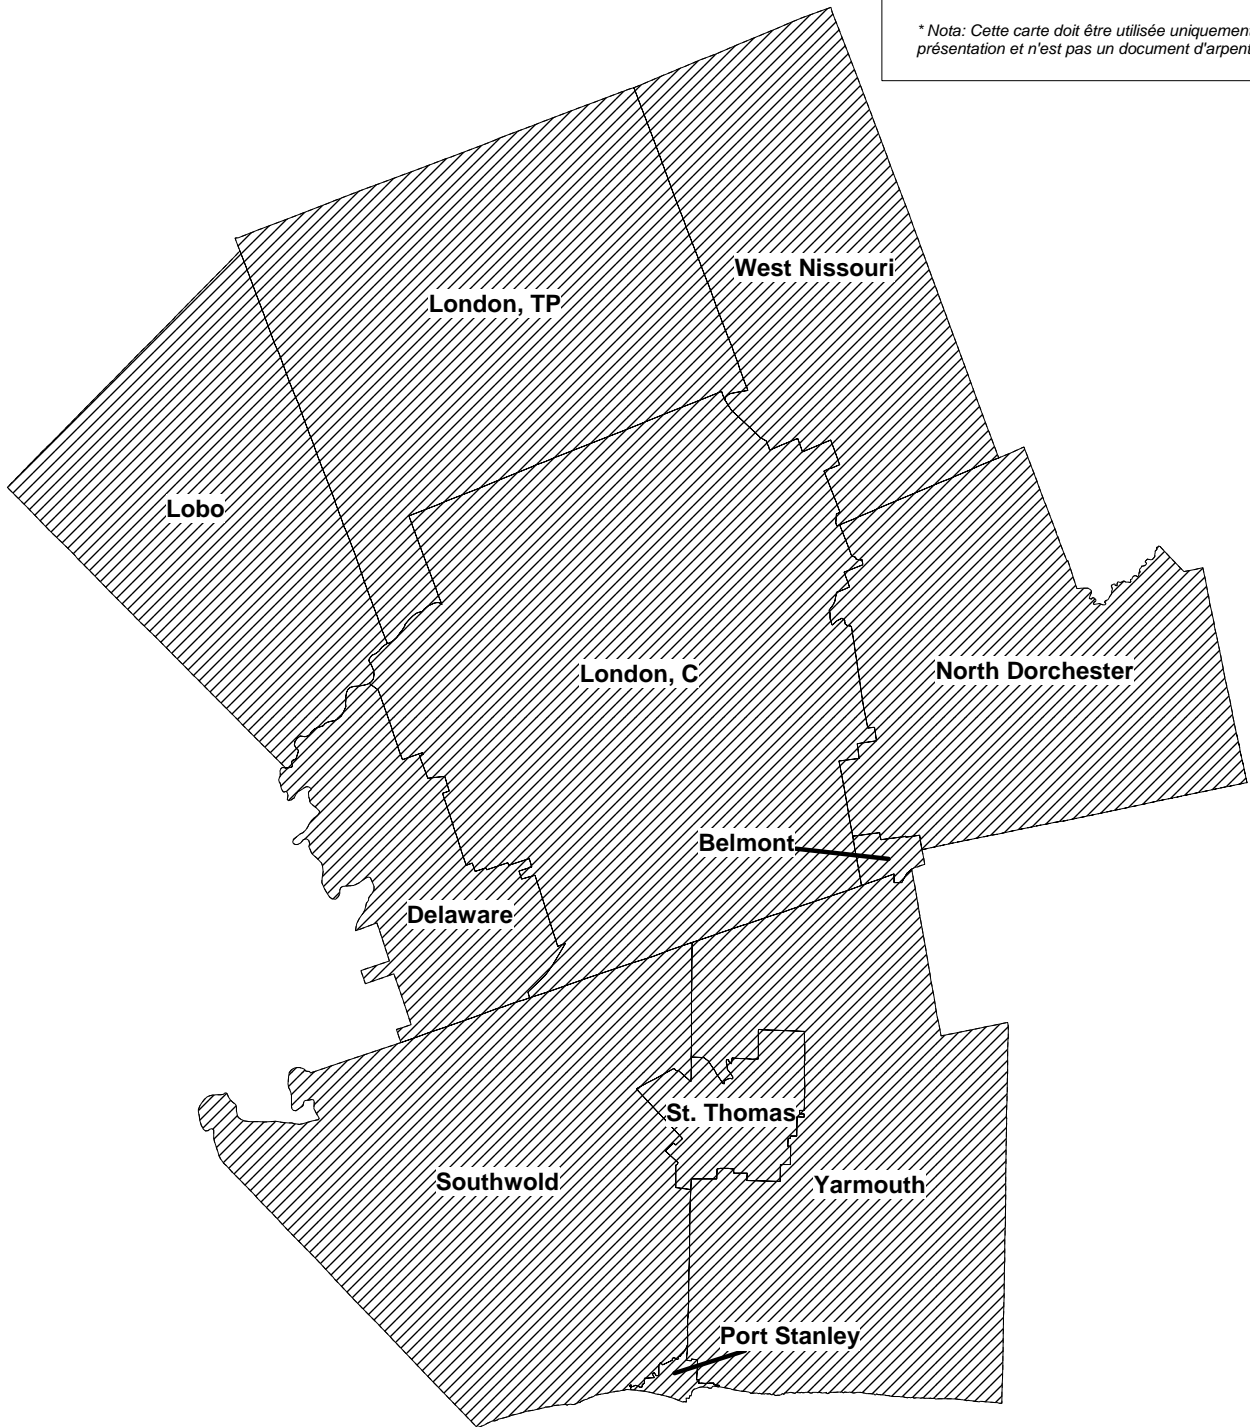 * Nota: Cette carte doit être utilisée uniquement
présentation et n'est pas un document d'arpent
West Nissouri
London, TP
Lobo
London, C
North Dorchester
Belmont
Delaware
St. Thomas
Southwold
Yarmouth
Port Stanley